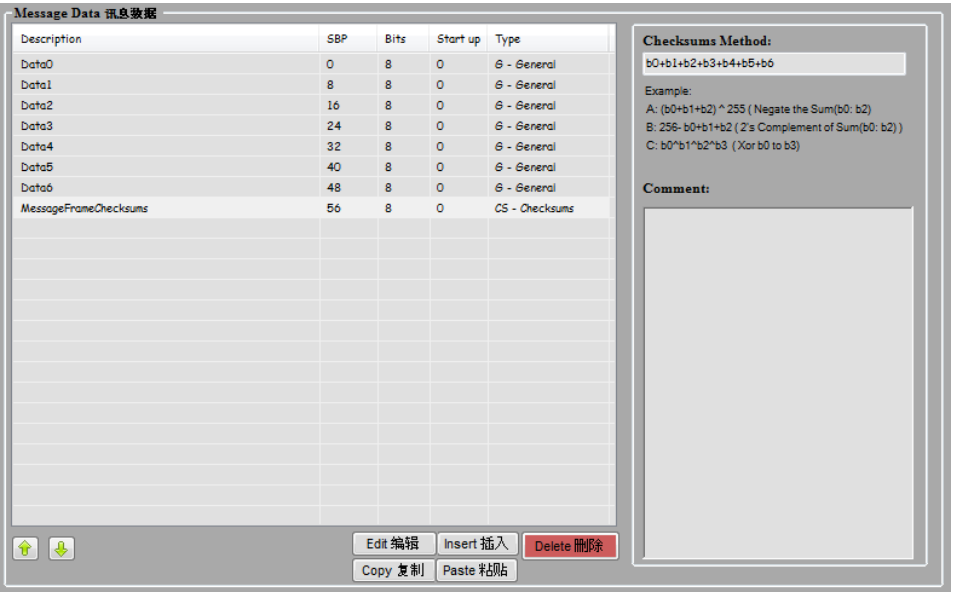 Message Data 讯息数据
Description SBP Bits Start up Type
Data0 0 8 0 G - General
Data1 8 8 0 G - General
Data2 16 8 0 G - General
Data3 24 8 0 G - General
Data4 32 8 0 G - General
Data5 40 8 0 G - General
Data6 48 8 0 G - General
MessageFrameChecksums 56 8 0 CS - Checksums
Edit 编辑 Insert 插入 Delete 删除
Copy 复制 Paste 粘贴
Checksums Method:
b0+b1+b2+b3+b4+b5+b6
Example:
A: (b0+b1+b2) ^ 255 ( Negate the Sum(b0: b2)
B: 256- b0+b1+b2 ( 2's Complement of Sum(b0: b2) )
C: b0^b1^b2^b3 ( Xor b0 to b3)
Comment: